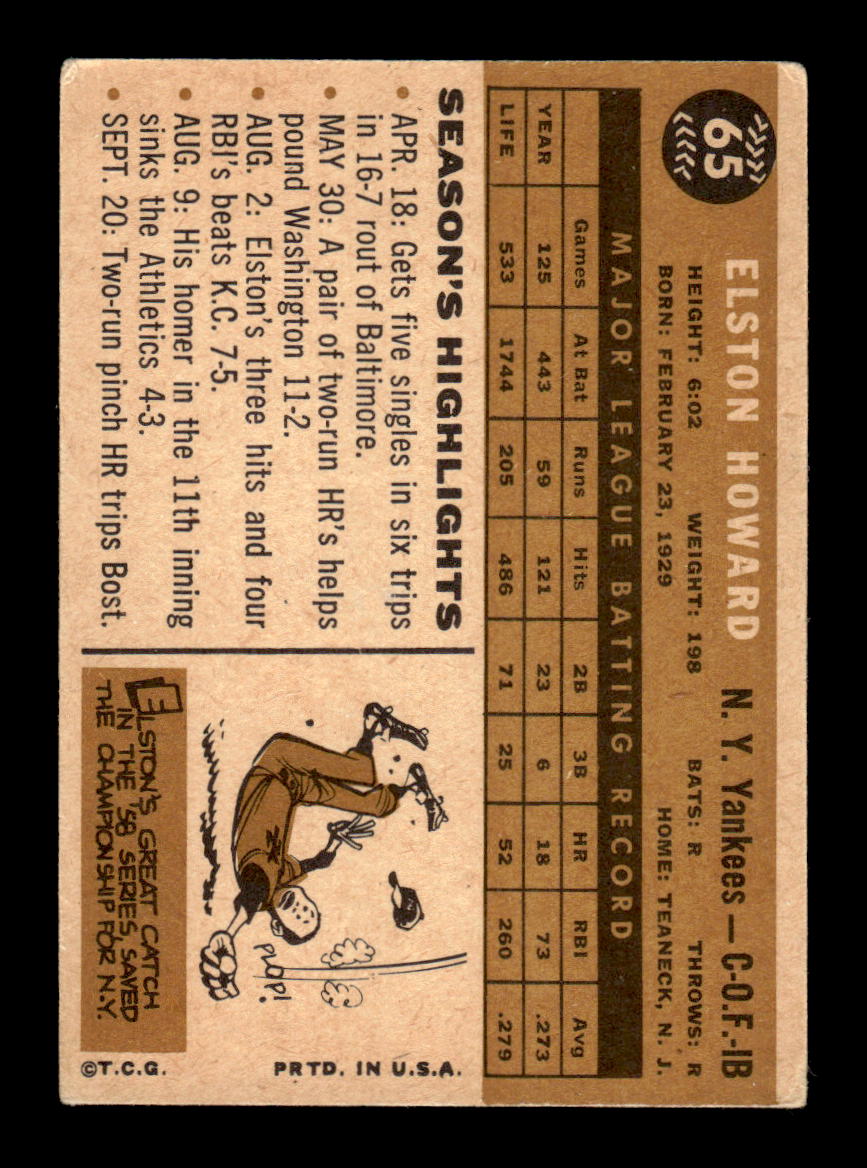 65
ELSTON HOWARD N. Y. Yankees — C-O.F.-1B
HEIGHT: 6:02 WEIGHT: 198 BATS: R THROWS: R
BORN: FEBRUARY 23, 1929 HOME: TEANECK, N. J.
MAJOR LEAGUE BATTING RECORD
Games At Bat Runs Hits 2B 3B HR RBI Avg
YEAR 125 443 59 121 23 6 18 73 .273
LIFE 533 1744 205 486 71 25 52 260 .279
SEASON'S HIGHLIGHTS
• APR. 18: Gets five singles in six trips
in 16-7 rout of Baltimore.
• MAY 30: A pair of two-run HR's helps
pound Washington 11-2.
• AUG. 2: Elston's three hits and four
RBI's beats K.C. 7-5.
• AUG. 9: His homer in the 11th inning
sinks the Athletics 4-3.
• SEPT. 20: Two-run pinch HR trips Bost.
PLOP!
ELSTON'S GREAT CATCH
IN THE '58 SERIES, SAVED
THE CHAMPIONSHIP FOR N.Y.
©T.C.G. PRTD. IN U.S.A.